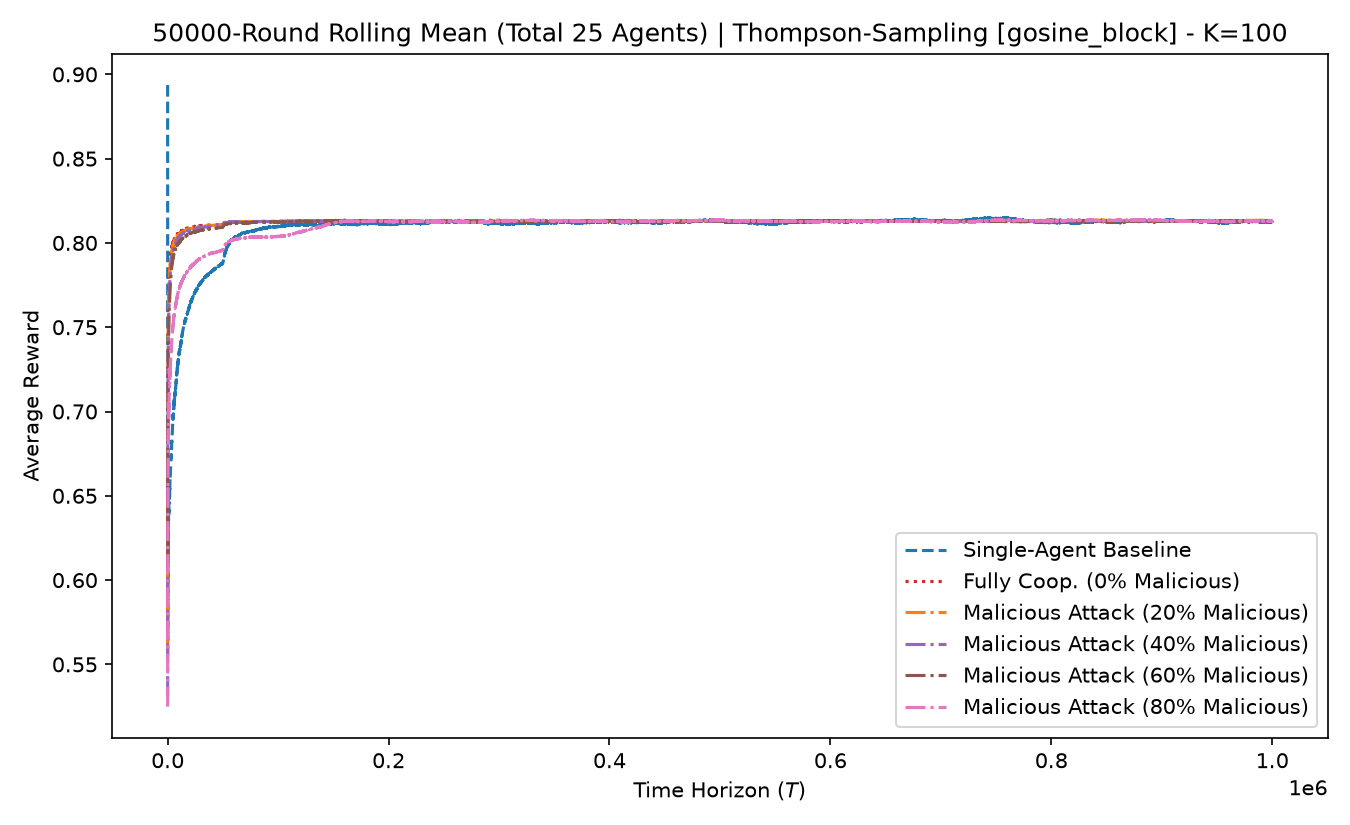 50000-Round Rolling Mean (Total 25 Agents) | Thompson-Sampling [gosine_block] - K=100
Average Reward
0.90
0.85
0.80
0.75
0.70
0.65
0.60
0.55
Single-Agent Baseline
Fully Coop. (0% Malicious)
Malicious Attack (20% Malicious)
Malicious Attack (40% Malicious)
Malicious Attack (60% Malicious)
Malicious Attack (80% Malicious)
0.0 0.2 0.4 0.6 0.8 1.0
1e6
Time Horizon (T)